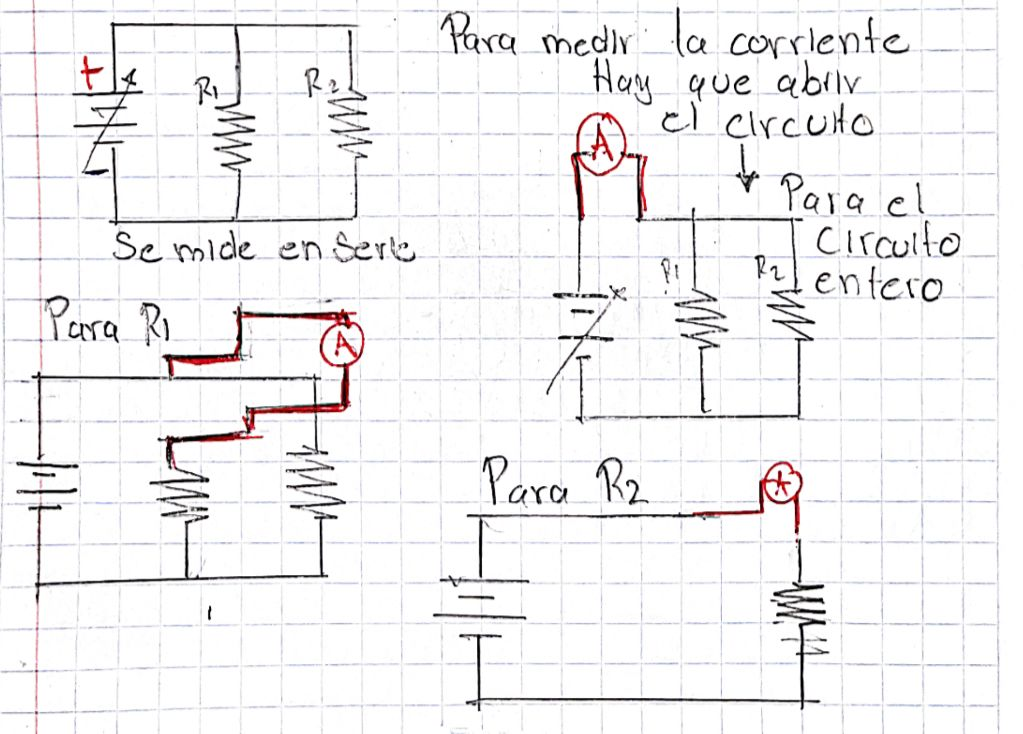 Para medir la corriente
Hay que abrir
el circuito
+
R1
R2
-
A
Para el
Circuito
entero
R1
R2
Se mide en Serie
Para R1
A
Para R2
A